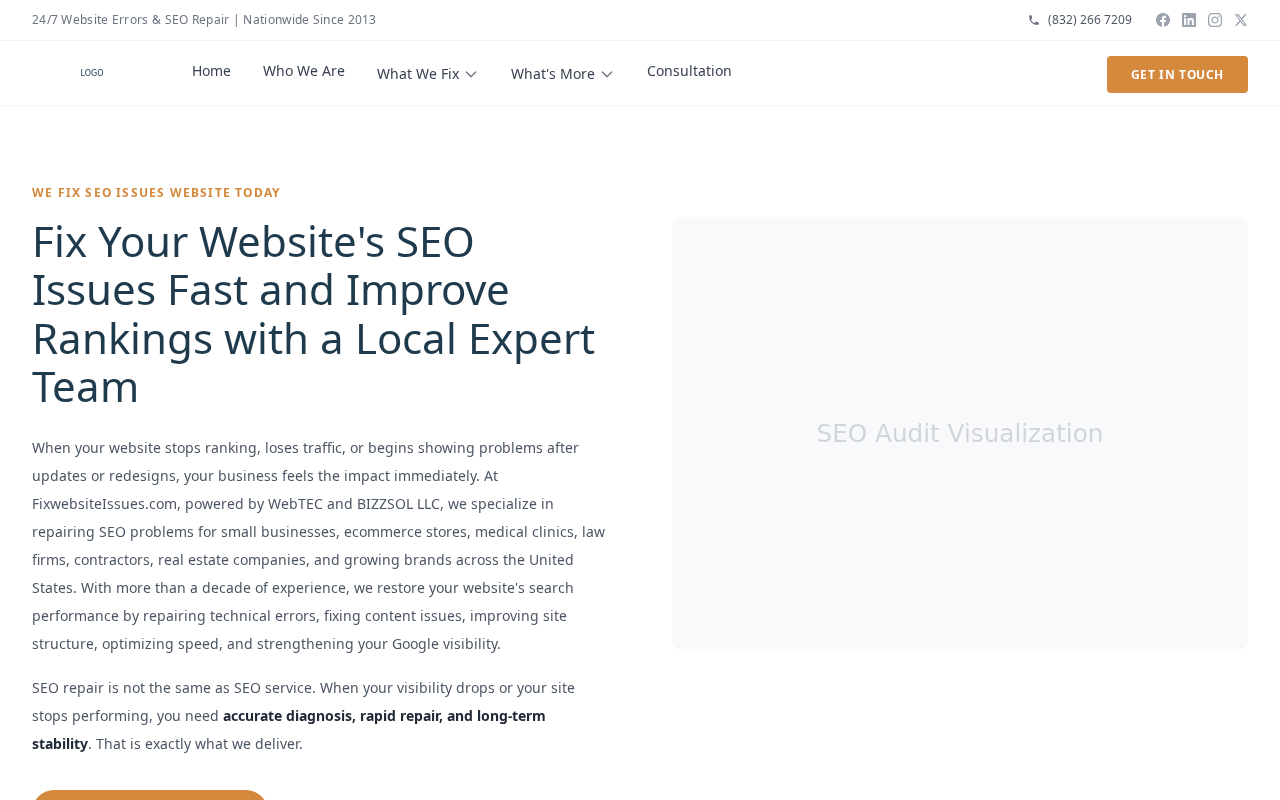 24/7 Website Errors & SEO Repair | Nationwide Since 2013
(832) 266 7209
LOGO
Home
Who We Are
What We Fix
What's More
Consultation
GET IN TOUCH
WE FIX SEO ISSUES WEBSITE TODAY
Fix Your Website's SEO
Issues Fast and Improve
Rankings with a Local Expert
Team
When your website stops ranking, loses traffic, or begins showing problems after
updates or redesigns, your business feels the impact immediately. At
FixwebsiteIssues.com, powered by WebTEC and BIZZSOL LLC, we specialize in
repairing SEO problems for small businesses, ecommerce stores, medical clinics, law
firms, contractors, real estate companies, and growing brands across the United
States. With more than a decade of experience, we restore your website's search
performance by repairing technical errors, fixing content issues, improving site
structure, optimizing speed, and strengthening your Google visibility.
SEO repair is not the same as SEO service. When your visibility drops or your site
stops performing, you need accurate diagnosis, rapid repair, and long-term
stability. That is exactly what we deliver.
SEO Audit Visualization